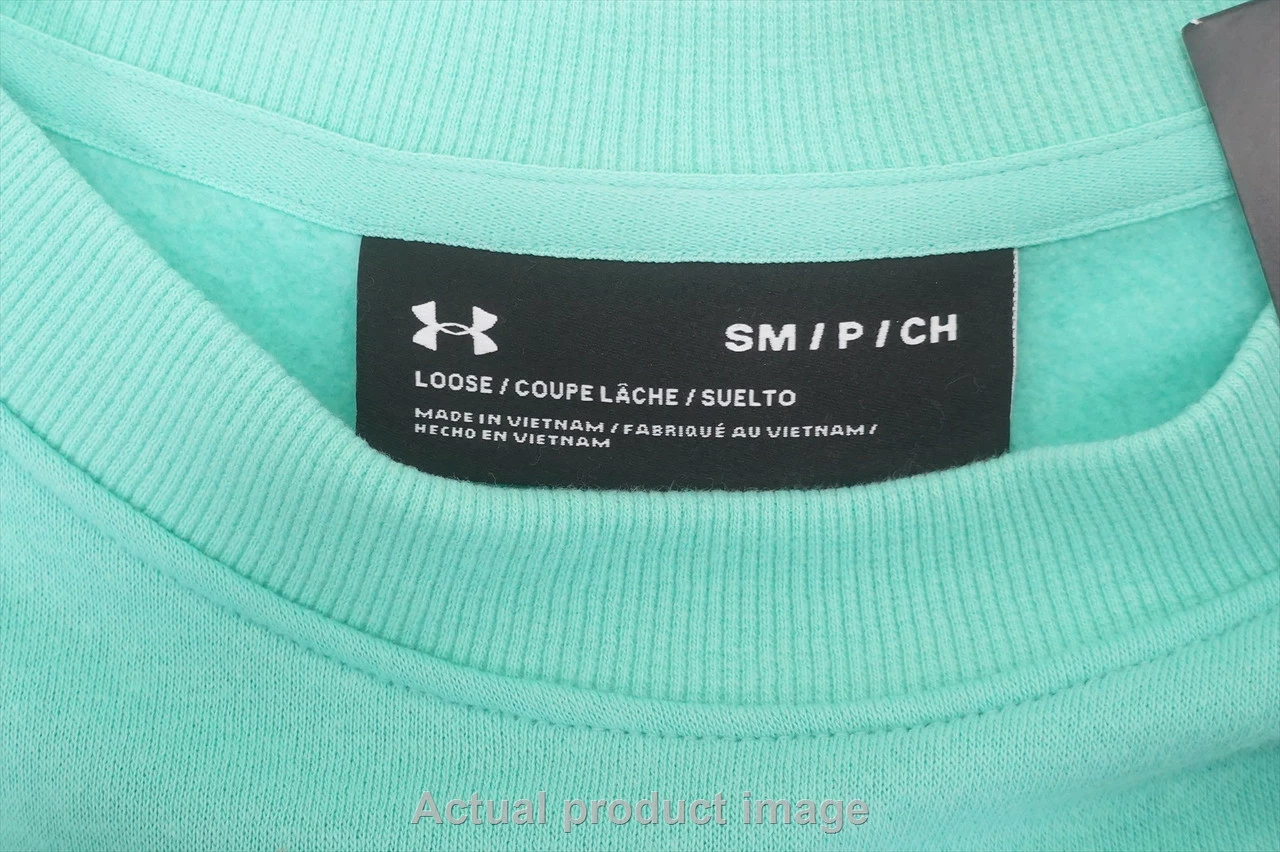 SM / P / CH
LOOSE / COUPE LÂCHE / SUELTO
MADE IN VIETNAM / FABRIQUÉ AU VIETNAM /
HECHO EN VIETNAM
Actual product image